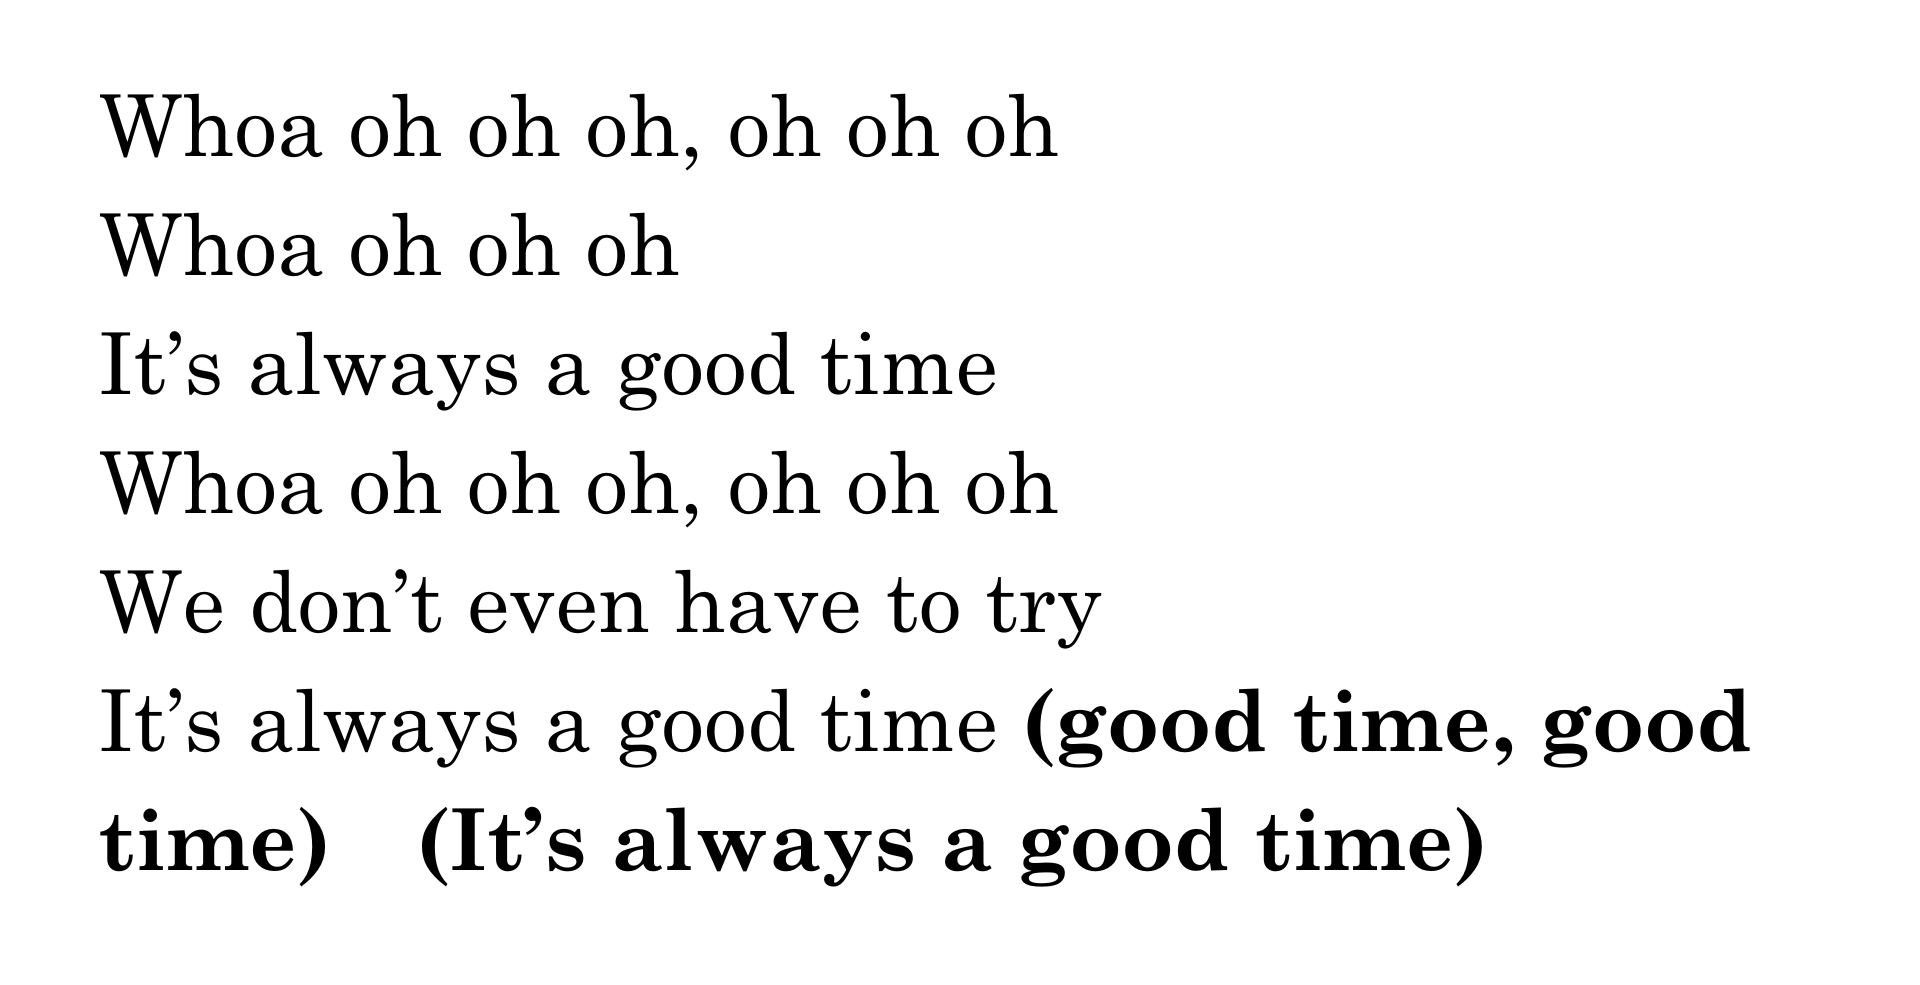 Whoa oh oh oh, oh oh oh
Whoa oh oh oh
It’s always a good time
Whoa oh oh oh, oh oh oh
We don’t even have to try
It’s always a good time (good time, good
time)    (It’s always a good time)